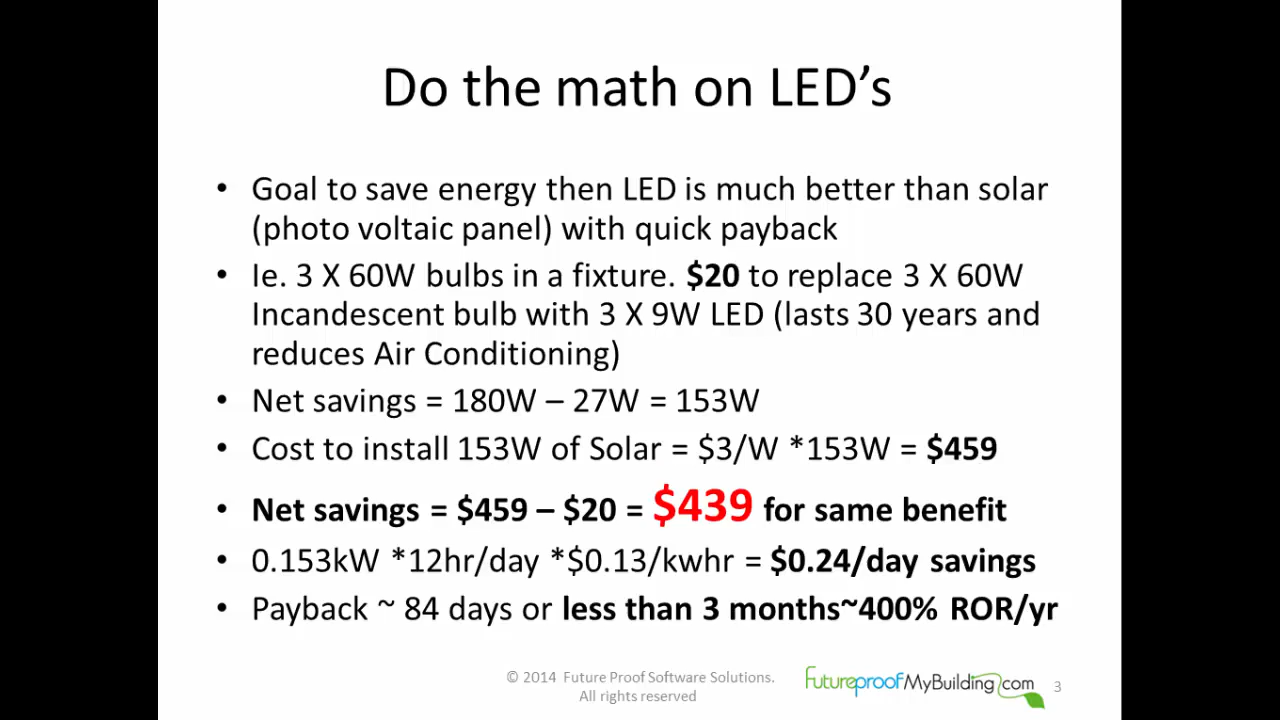 Do the math on LED’s
• Goal to save energy then LED is much better than solar
(photo voltaic panel) with quick payback
• Ie. 3 X 60W bulbs in a fixture. $20 to replace 3 X 60W
Incandescent bulb with 3 X 9W LED (lasts 30 years and
reduces Air Conditioning)
• Net savings = 180W – 27W = 153W
• Cost to install 153W of Solar = $3/W *153W = $459
• Net savings = $459 – $20 = $439 for same benefit
• 0.153kW *12hr/day *$0.13/kwhr = $0.24/day savings
• Payback ~ 84 days or less than 3 months~400% ROR/yr
© 2014 Future Proof Software Solutions.
All rights reserved
FutureproofMyBuilding.com
3